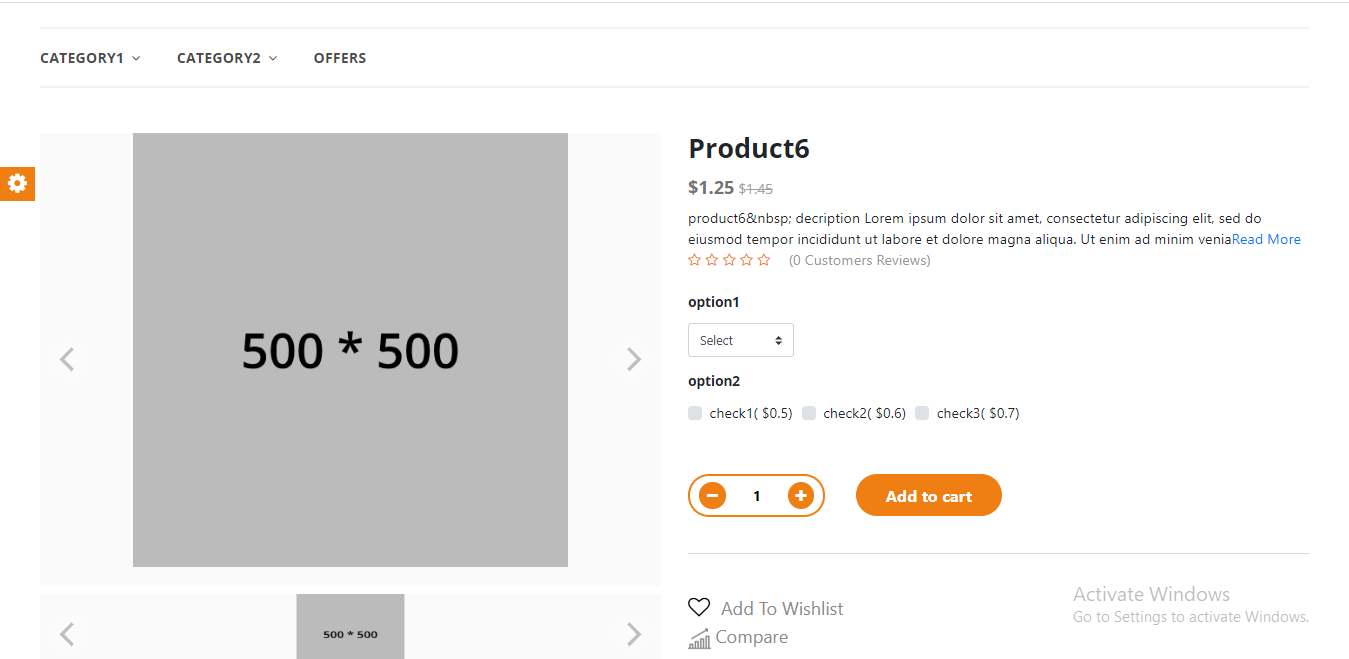 CATEGORY1 CATEGORY2 OFFERS
500 * 500
500 * 500
Product6
$1.25 $1.45
product6&nbsp; decription Lorem ipsum dolor sit amet, consectetur adipiscing elit, sed do
eiusmod tempor incididunt ut labore et dolore magna aliqua. Ut enim ad minim veniaRead More
(0 Customers Reviews)
option1
Select
option2
check1( $0.5) check2( $0.6) check3( $0.7)
1 Add to cart
Add To Wishlist
Compare
Activate Windows
Go to Settings to activate Windows.